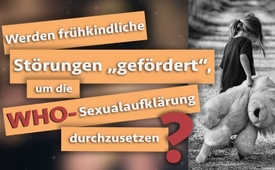 Werden frühkindliche
Störungen „gefördert“,
um die
WHO-Sexualaufklärung
durchzusetzen ?